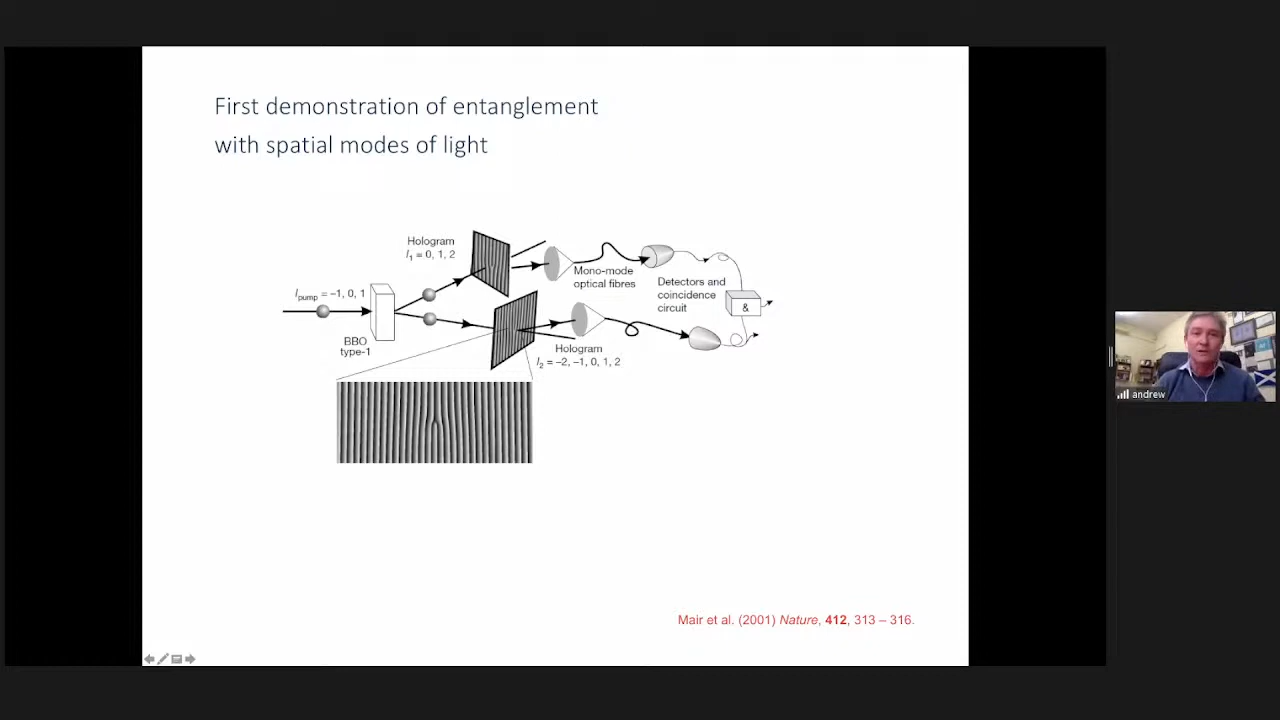 First demonstration of entanglement
with spatial modes of light
Hologram
l1 = 0, 1, 2
lpump = –1, 0, 1
BBO
type-1
Mono-mode
optical fibres
Detectors and
coincidence
circuit
&
Hologram
l2 = –2, –1, 0, 1, 2
Mair et al. (2001) Nature, 412, 313 – 316.
andrew